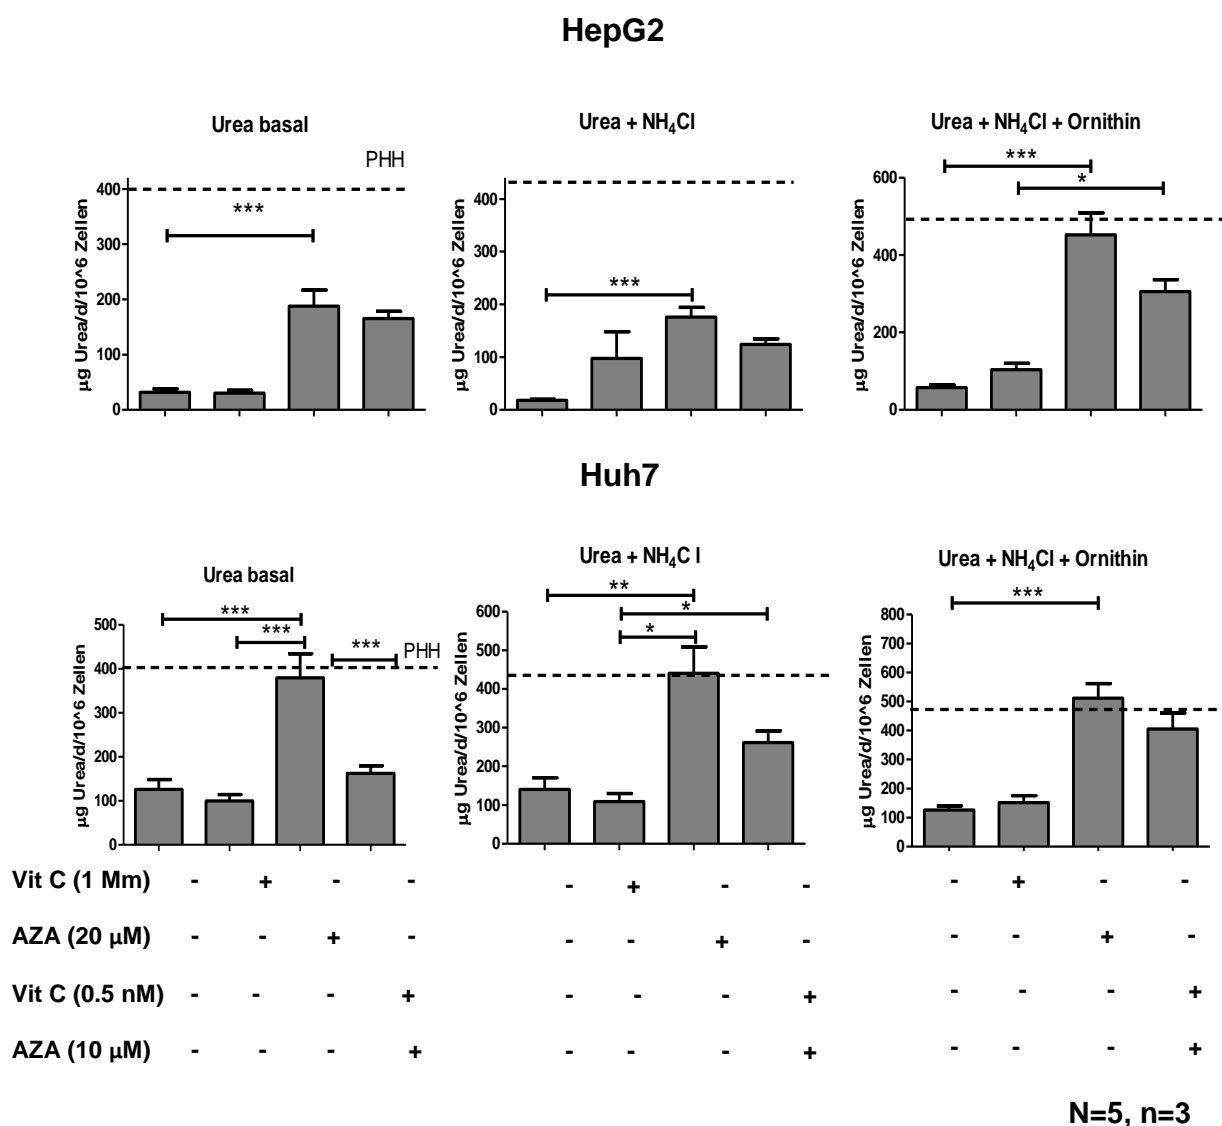 HepG2
Urea basal
Urea + NH₄Cl
Urea + NH₄Cl + Ornithin
PHH
µg Urea/d/10^6 Zellen
400
300
200
100
0
***
µg Urea/d/10^6 Zellen
400
300
200
100
0
***
µg Urea/d/10^6 Zellen
600
400
200
0
***
*
Huh7
Urea basal
Urea + NH₄C l
Urea + NH₄Cl + Ornithin
µg Urea/d/10^6 Zellen
500
400
300
200
100
0
***
***
***
PHH
µg Urea/d/10^6 Zellen
600
500
400
300
200
100
0
**
*
*
µg Urea/d/10^6 Zellen
800
700
600
500
400
300
200
100
0
***
Vit C (1 Mm) - + - - - + - - - + - -
AZA (20 µM) - - + - - - + - - - + -
Vit C (0.5 nM) - - - + - - - + - - - +
AZA (10 µM) - - - + - - - + - - - +
N=5, n=3